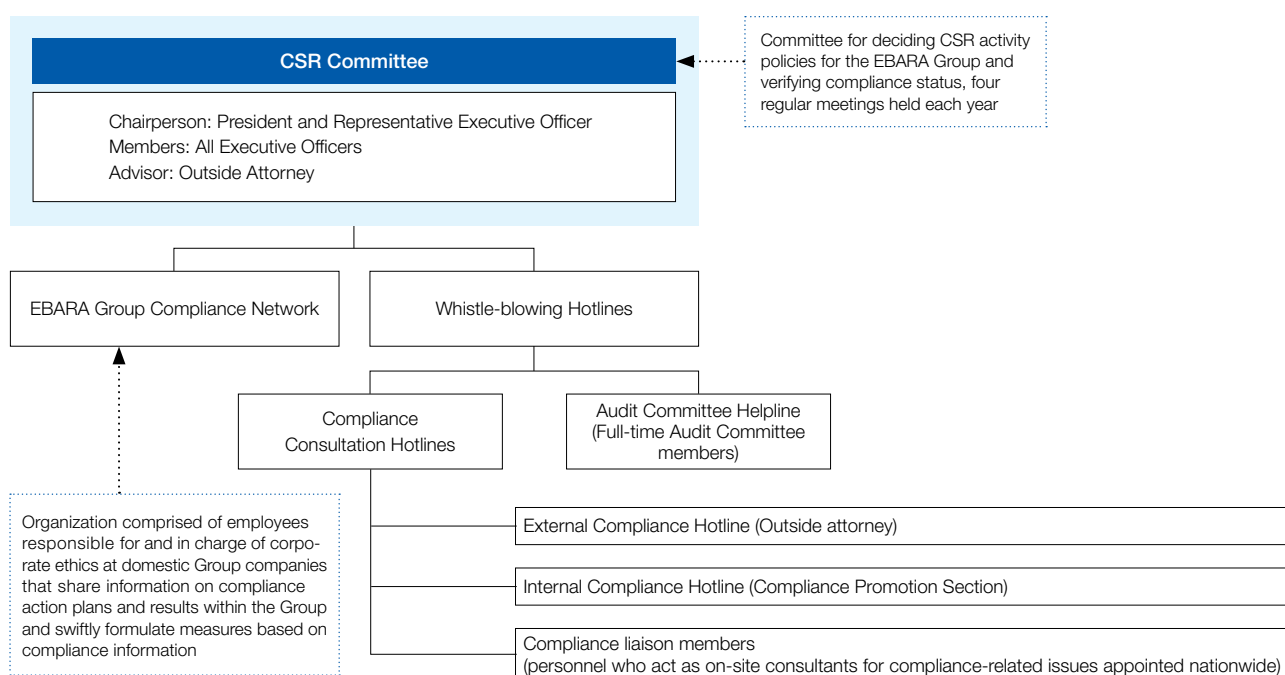 CSR Committee
Chairperson: President and Representative Executive Officer
Members: All Executive Officers
Advisor: Outside Attorney
Committee for deciding CSR activity
policies for the EBARA Group and
verifying compliance status, four
regular meetings held each year
EBARA Group Compliance Network
Whistle-blowing Hotlines
Compliance
Consultation Hotlines
Audit Committee Helpline
(Full-time Audit Committee
members)
Organization comprised of employees
responsible for and in charge of corpo-
rate ethics at domestic Group companies
that share information on compliance
action plans and results within the Group
and swiftly formulate measures based on
compliance information
External Compliance Hotline (Outside attorney)
Internal Compliance Hotline (Compliance Promotion Section)
Compliance liaison members
(personnel who act as on-site consultants for compliance-related issues appointed nationwide)